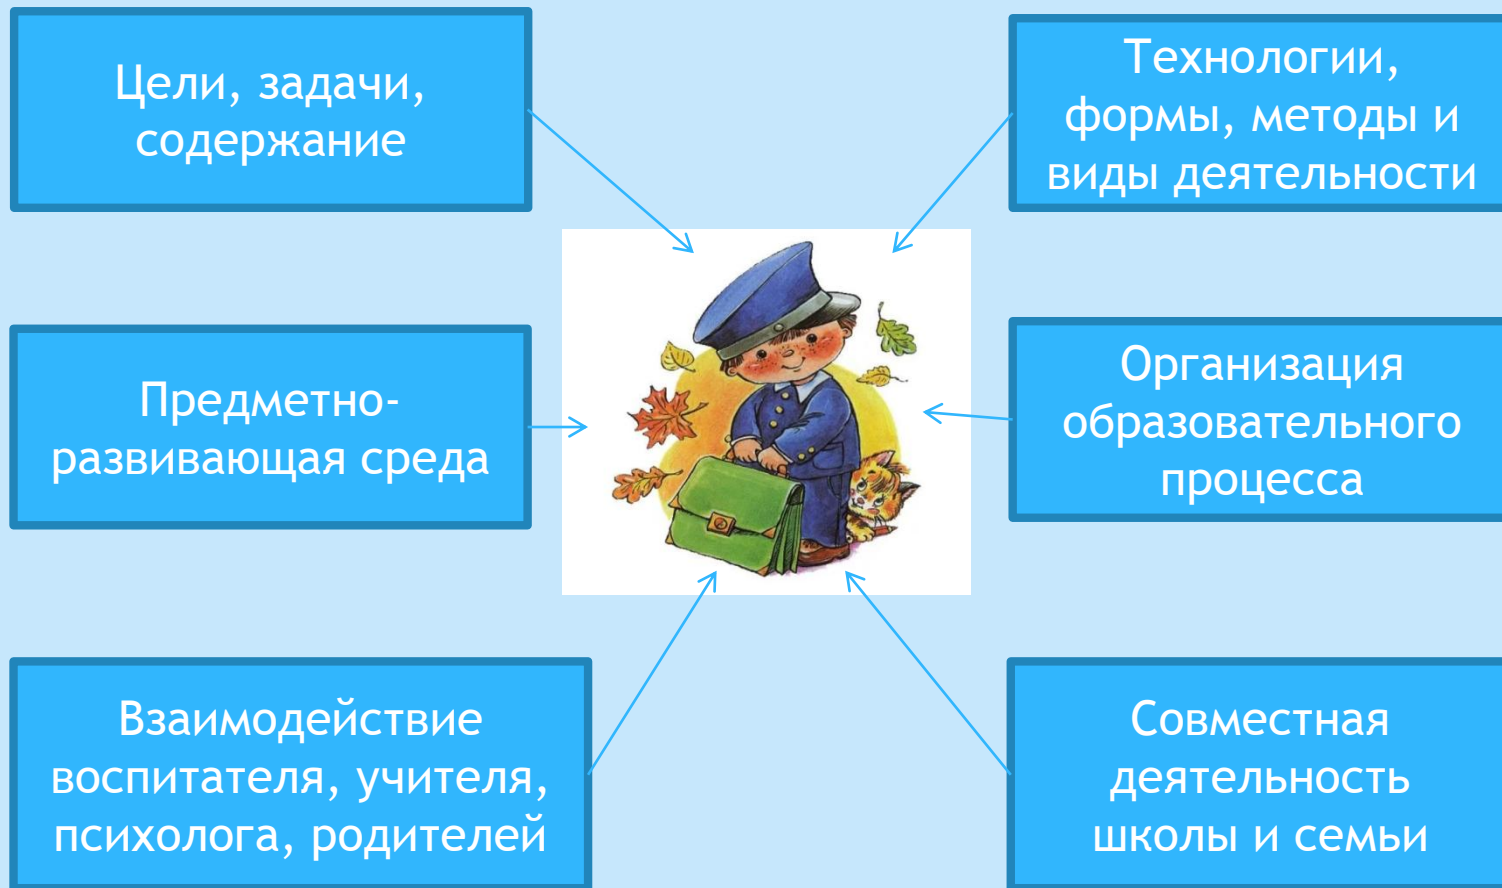 Цели, задачи,
содержание
Технологии,
формы, методы и
виды деятельности
Предметно-
развивающая среда
Организация
образовательного
процесса
Взаимодействие
воспитателя, учителя,
психолога, родителей
Совместная
деятельность
школы и семьи